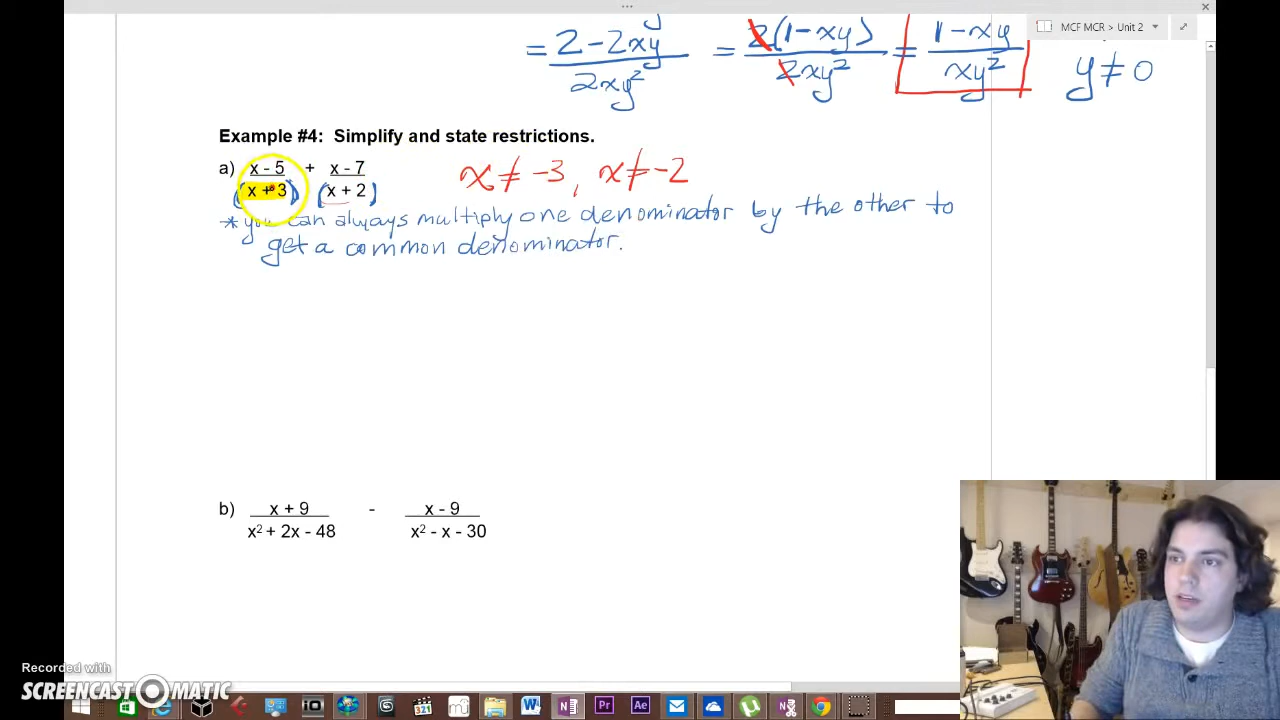 MCF MCR > Unit 2
= 2 - 2xy / 2xy² = 2(1 - xy) / 2xy² = 1 - xy / xy² y ≠ 0
Example #4: Simplify and state restrictions.
a) x - 5 + x - 7 x ≠ -3, x ≠ -2
(x + 3) (x + 2)
* you can always multiply one denominator by the other to
get a common denominator.
b) x + 9 - x - 9
x² + 2x - 48 x² - x - 30
Recorded with
SCREENCAST-O-MATIC